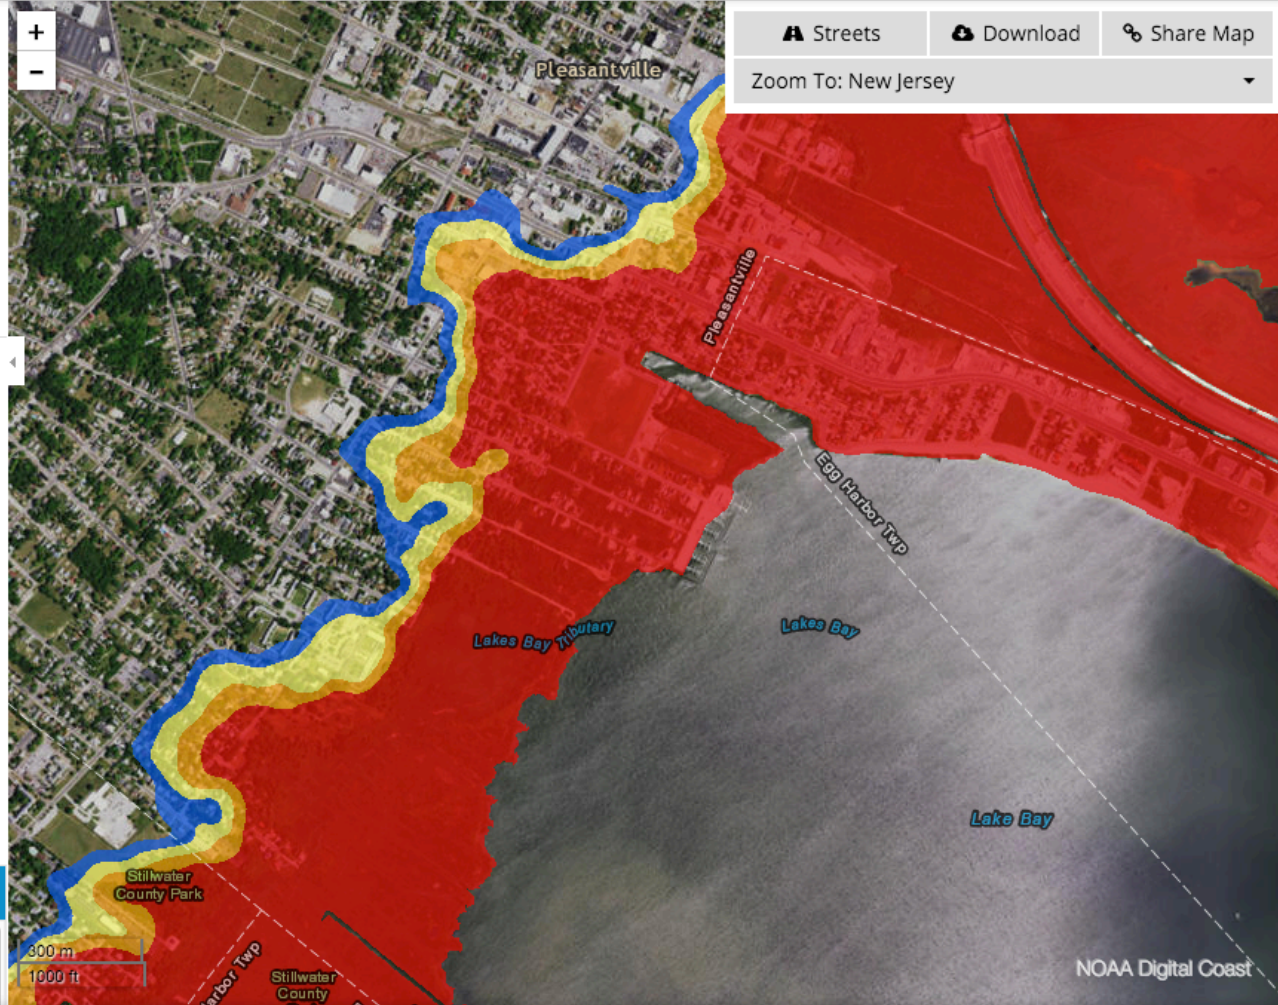 +
−
Streets
Download
Share Map
Zoom To: New Jersey
Pleasantville
Pleasantville
Egg Harbor Twp
Lakes Bay Tributary
Lakes Bay
Lake Bay
Stillwater
County Park
300 m
1000 ft
arbor Twp
Stillwater
County
NOAA Digital Coast